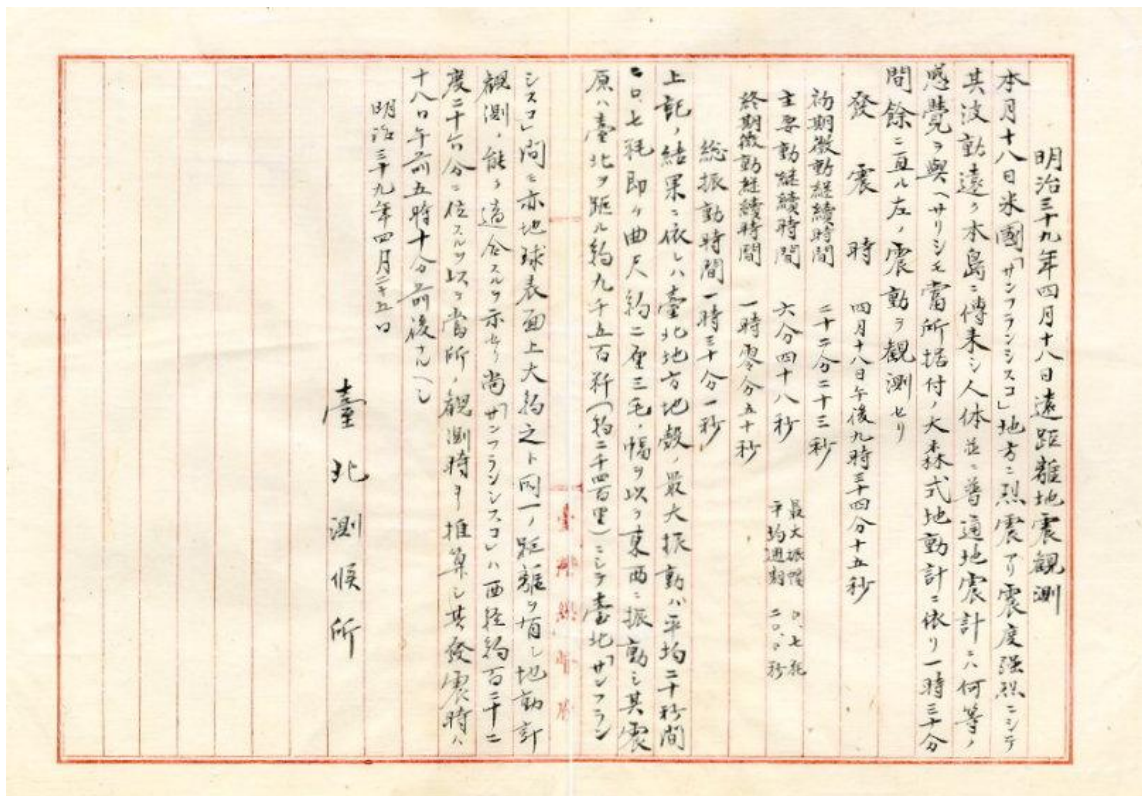 明治三十九年四月十八日遠距離地震観測
本月十八日米國「サンフランシスコ」地方ニ烈震アリ震度强烈ニシテ
其波動遠ク本島ニ傳来シ人体並ニ普通地震計ニハ何等ノ
感覺ヲ與ヘサリシモ當所据付ノ大森式地動計ニ依リ一時三十分
間餘ニ亘ル左ノ震動ヲ観測セリ
發震時 四月十八日午後九時三十四分十五秒
初期微動継續時間 二十二分二十三秒
主要動継續時間 六分四十八秒 最大振幅 〇、七粍 平均週期 二〇、〇秒
終期微動継續時間 一時零分五十秒
総振動時間 一時三十分一秒
上記ノ結果ニ依レハ臺北地方地殻ノ最大振動ハ平均二十秒間
ニ〇、七粍即ク曲尺約二厘三毛ノ幅ヲ以テ東西ニ振動シ其震
原ハ臺北ヲ距ル約九千五百粁(約二千四百里)ニシテ臺北「サンフラン
シスコ」間モ亦地球表面上大約之ト同一ノ距離ヲ有シ地動計
観測ノ能ク適合スルヲ示セリ尚「サンフランシスコ」ハ西経約百二十二
度二十六分ニ位スルヲ以テ當所ノ観測時ヨリ推算シ其發震時ハ
十八日午前五時十分前後ナルヘシ
明治三十九年四月二十五日
臺北測候所